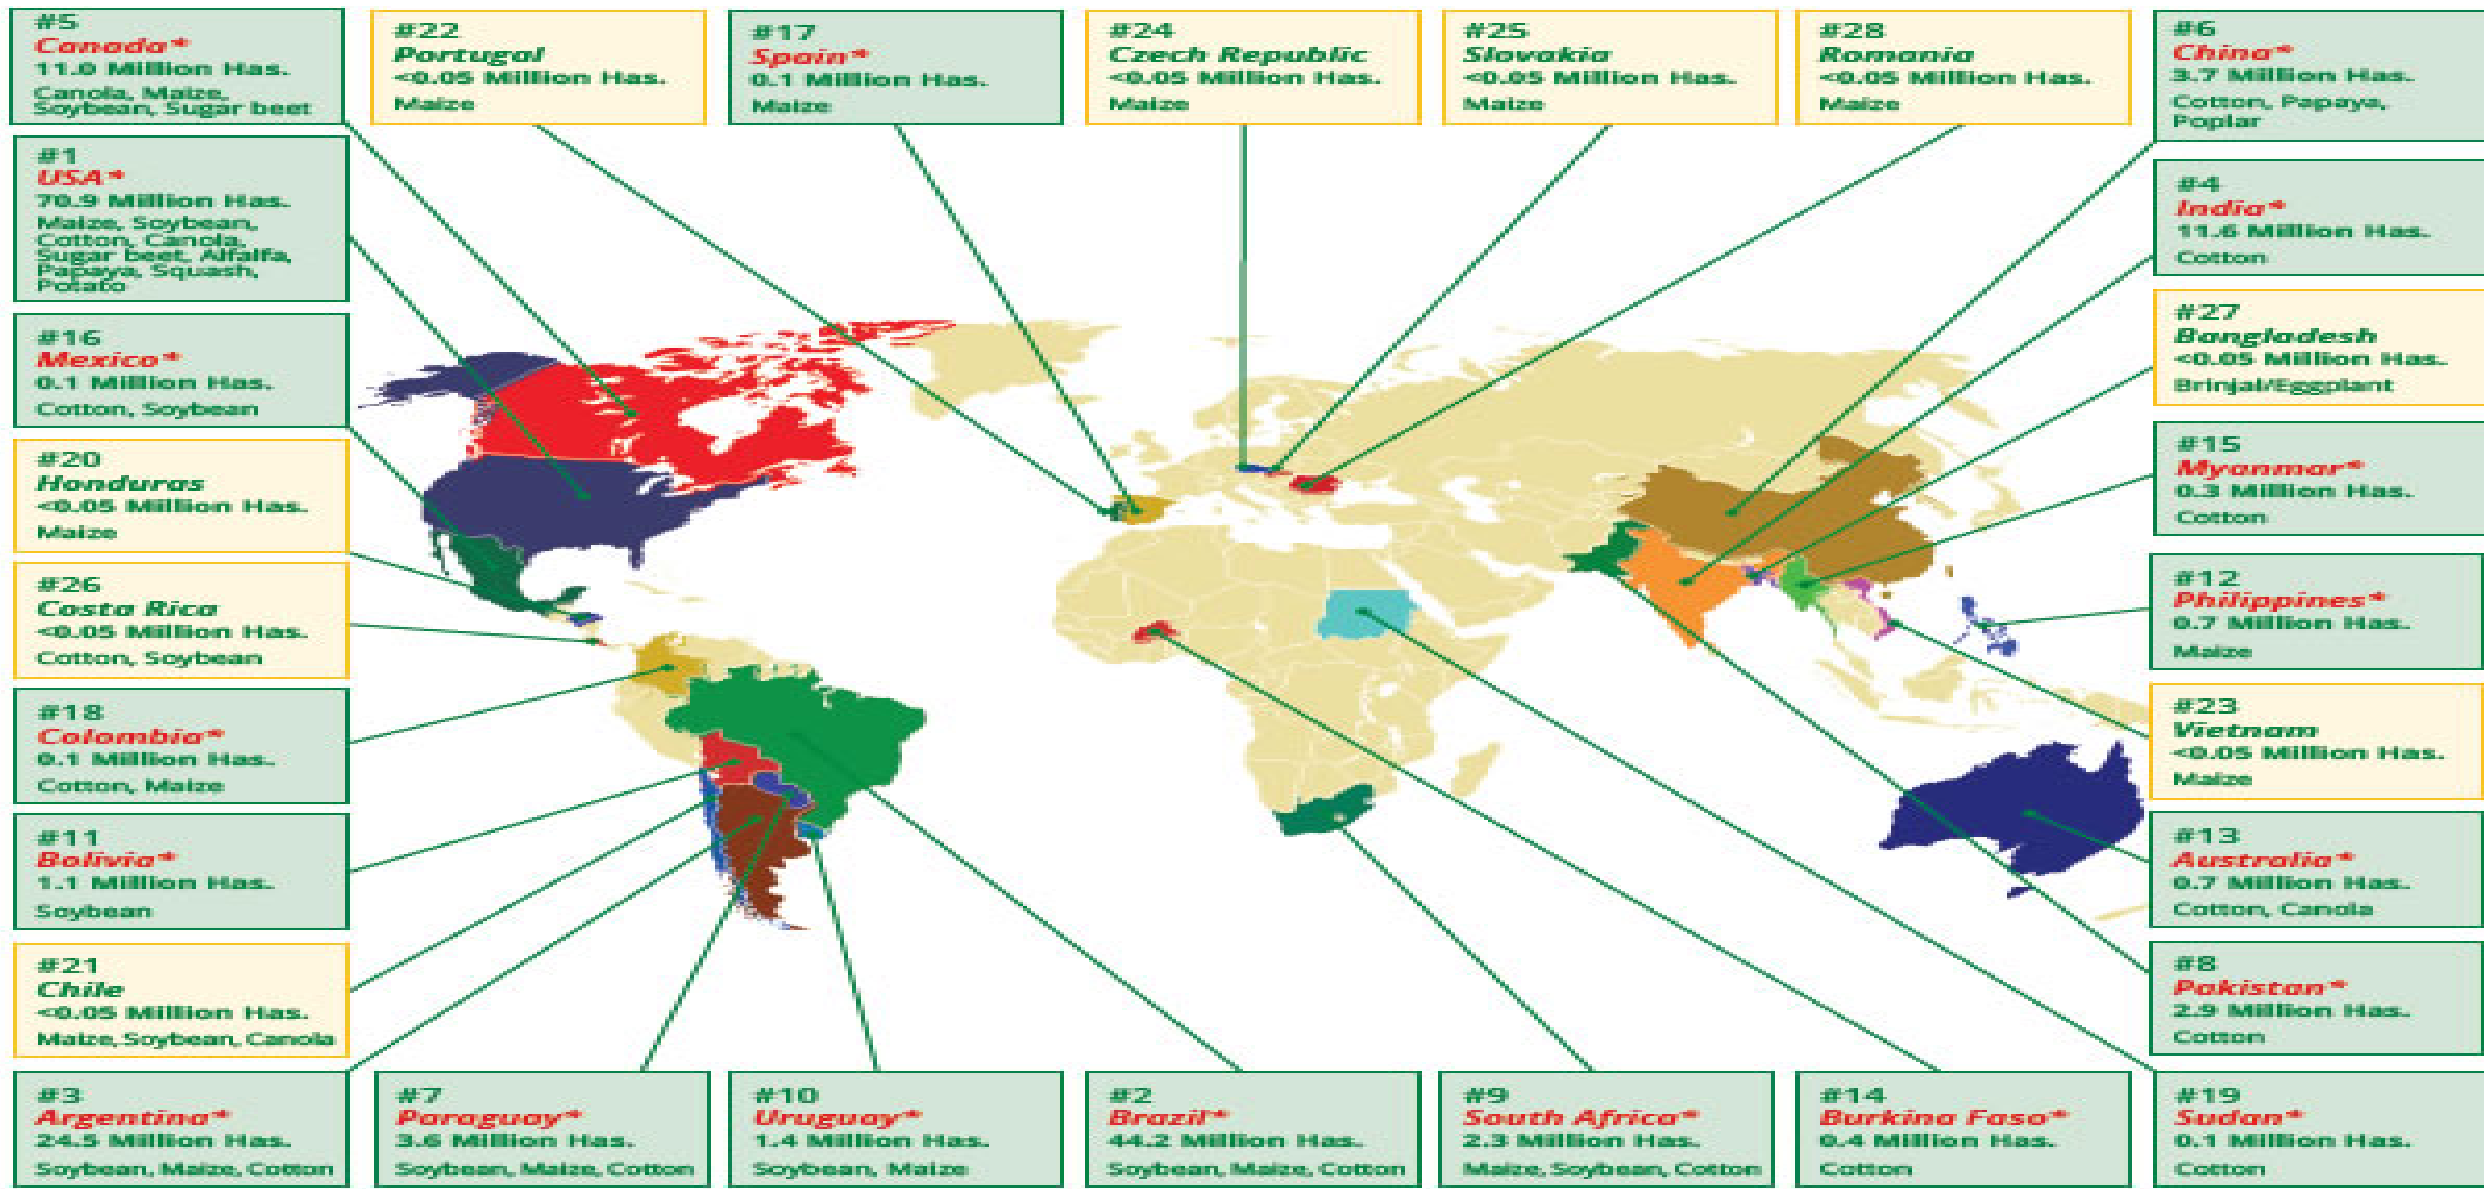 #5
Canada*
11.0 Million Has.
Canola, Maize,
Soybean, Sugar beet
#22
Portugal
<0.05 Million Has.
Maize
#17
Spain*
0.1 Million Has.
Maize
#24
Czech Republic
<0.05 Million Has.
Maize
#25
Slovakia
<0.05 Million Has.
Maize
#28
Romania
<0.05 Million Has.
Maize
#6
China*
3.7 Million Has.
Cotton, Papaya,
Poplar
#1
USA*
70.9 Million Has.
Maize, Soybean,
Cotton, Canola,
Sugar beet, Alfalfa,
Papaya, Squash,
Potato
#4
India*
11.6 Million Has.
Cotton
#16
Mexico*
0.1 Million Has.
Cotton, Soybean
#27
Bangladesh
<0.05 Million Has.
Brinjal/Eggplant
#20
Honduras
<0.05 Million Has.
Maize
#15
Myanmar*
0.3 Million Has.
Cotton
#26
Costa Rica
<0.05 Million Has.
Cotton, Soybean
#12
Philippines*
0.7 Million Has.
Maize
#18
Colombia*
0.1 Million Has.
Cotton, Maize
#23
Vietnam
<0.05 Million Has.
Maize
#11
Bolivia*
1.1 Million Has.
Soybean
#13
Australia*
0.7 Million Has.
Cotton, Canola
#21
Chile
<0.05 Million Has.
Maize, Soybean, Canola
#8
Pakistan*
2.9 Million Has.
Cotton
#3
Argentina*
24.5 Million Has.
Soybean, Maize, Cotton
#7
Paraguay*
3.6 Million Has.
Soybean, Maize, Cotton
#10
Uruguay*
1.4 Million Has.
Soybean, Maize
#2
Brazil*
44.2 Million Has.
Soybean, Maize, Cotton
#9
South Africa*
2.3 Million Has.
Maize, Soybean, Cotton
#14
Burkina Faso*
0.4 Million Has.
Cotton
#19
Sudan*
0.1 Million Has.
Cotton